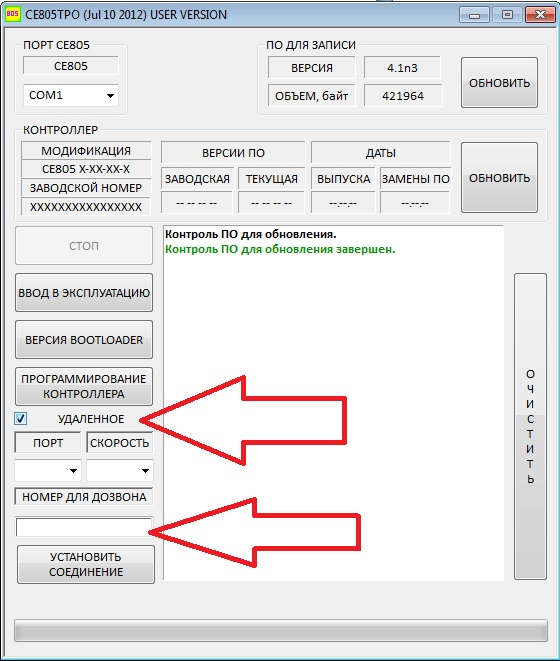 805 CE805TPO (Jul 10 2012) USER VERSION
ПОРТ CE805
CE805
COM1
ПО ДЛЯ ЗАПИСИ
ВЕРСИЯ 4.1n3
ОБЪЕМ, байт 421964
ОБНОВИТЬ
КОНТРОЛЛЕР
МОДИФИКАЦИЯ
CE805 X-XX-XX-X
ЗАВОДСКОЙ НОМЕР
XXXXXXXXXXXXXXXX
ВЕРСИИ ПО
ЗАВОДСКАЯ ТЕКУЩАЯ
-- -- -- -- -- -- -- --
ДАТЫ
ВЫПУСКА ЗАМЕНЫ ПО
--.--.-- --.--.--
ОБНОВИТЬ
СТОП
ВВОД В ЭКСПЛУАТАЦИЮ
ВЕРСИЯ BOOTLOADER
ПРОГРАММИРОВАНИЕ
КОНТРОЛЛЕРА
УДАЛЕННОЕ
ПОРТ СКОРОСТЬ
НОМЕР ДЛЯ ДОЗВОНА
УСТАНОВИТЬ
СОЕДИНЕНИЕ
Контроль ПО для обновления.
Контроль ПО для обновления завершен.
О
Ч
И
С
Т
И
Т
Ь